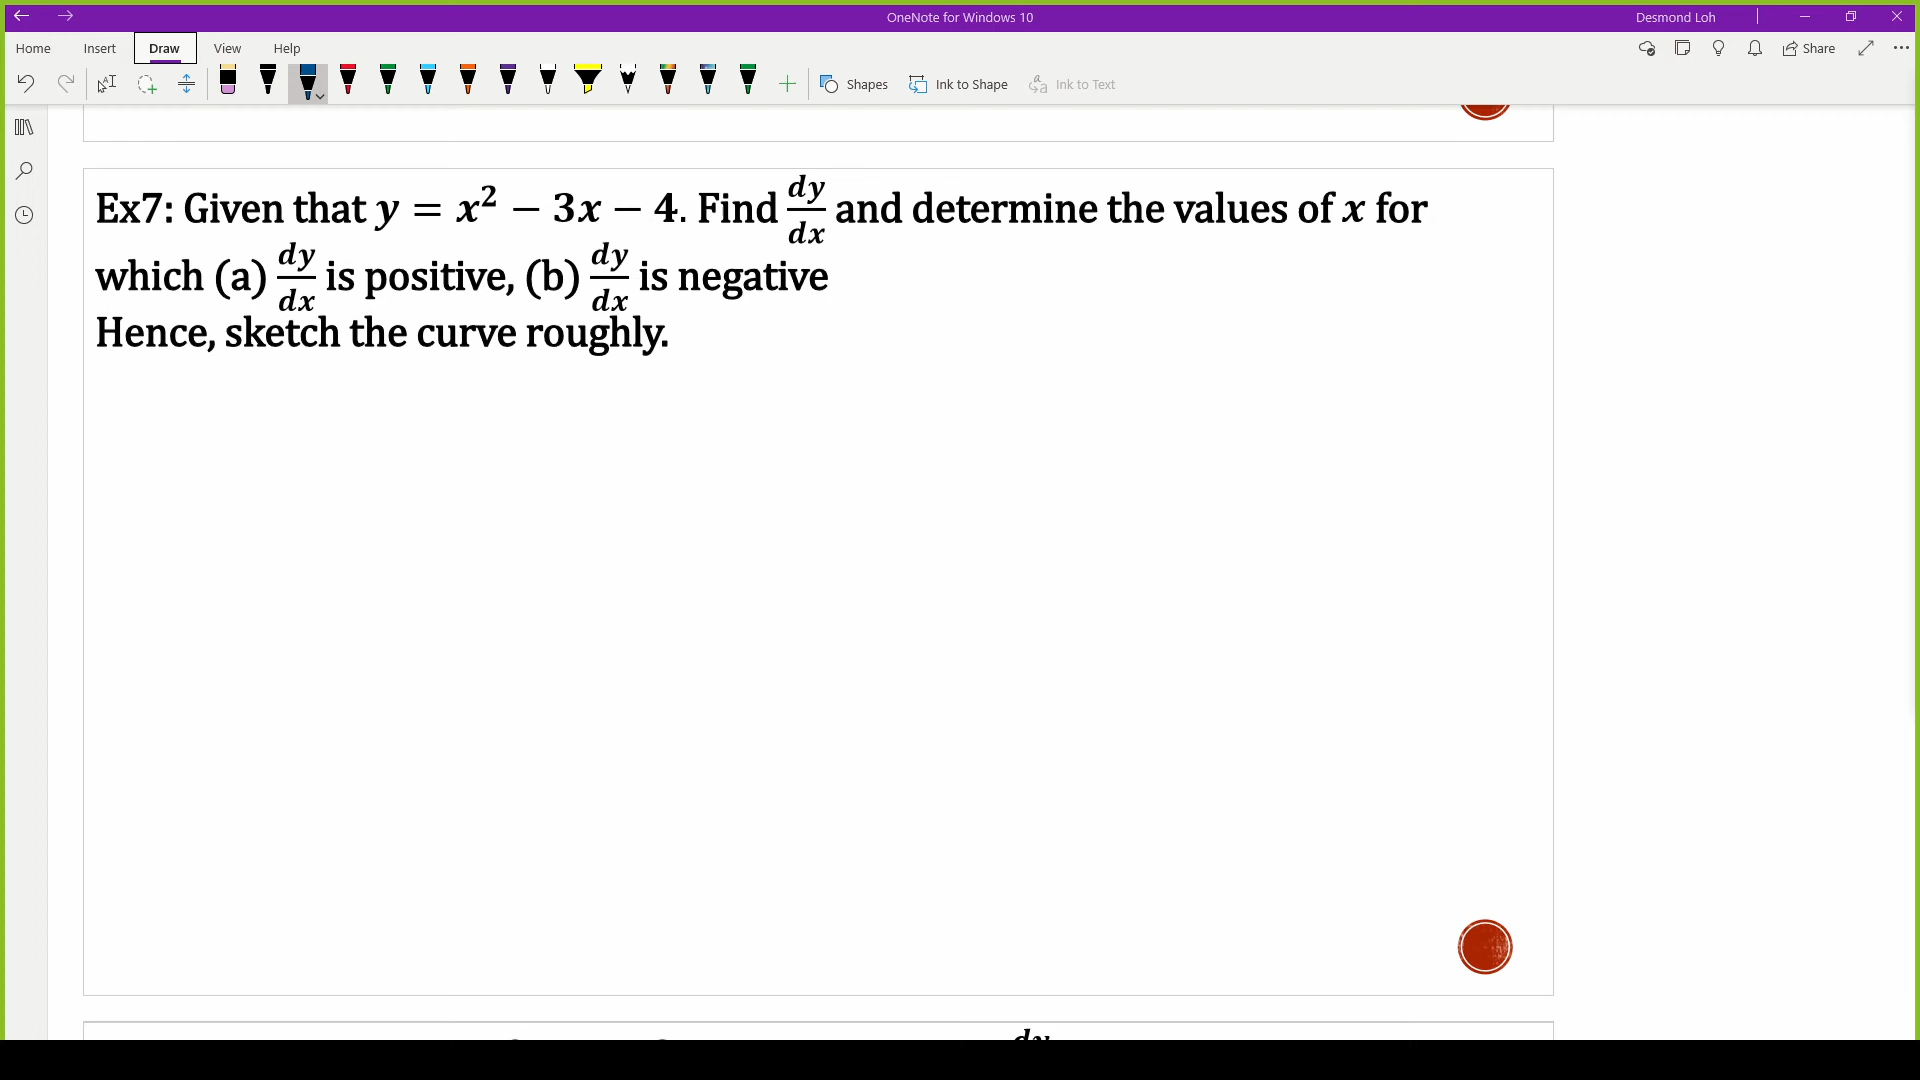 OneNote for Windows 10
Desmond Loh
Home Insert Draw View Help
Share
Shapes Ink to Shape Ink to Text
Ex7: Given that y = x² − 3x − 4. Find dy/dx and determine the values of x for
which (a) dy/dx is positive, (b) dy/dx is negative
Hence, sketch the curve roughly.